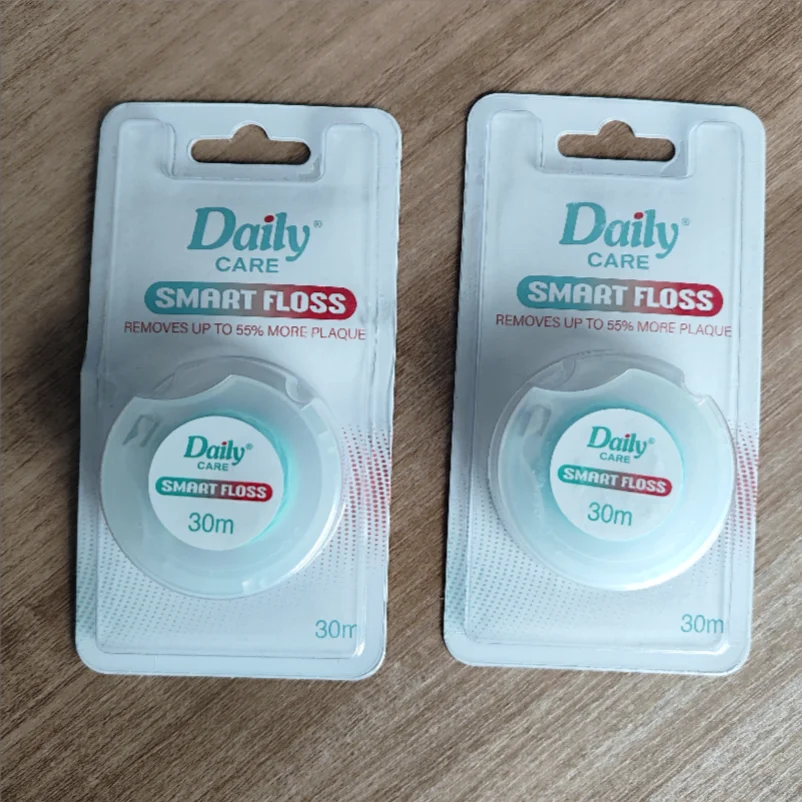 Daily®
CARE
SMART FLOSS
REMOVES UP TO 55% MORE PLAQUE
Daily®
CARE
SMART FLOSS
30m
30m
Daily®
CARE
SMART FLOSS
REMOVES UP TO 55% MORE PLAQUE
Daily®
CARE
SMART FLOSS
30m
30m